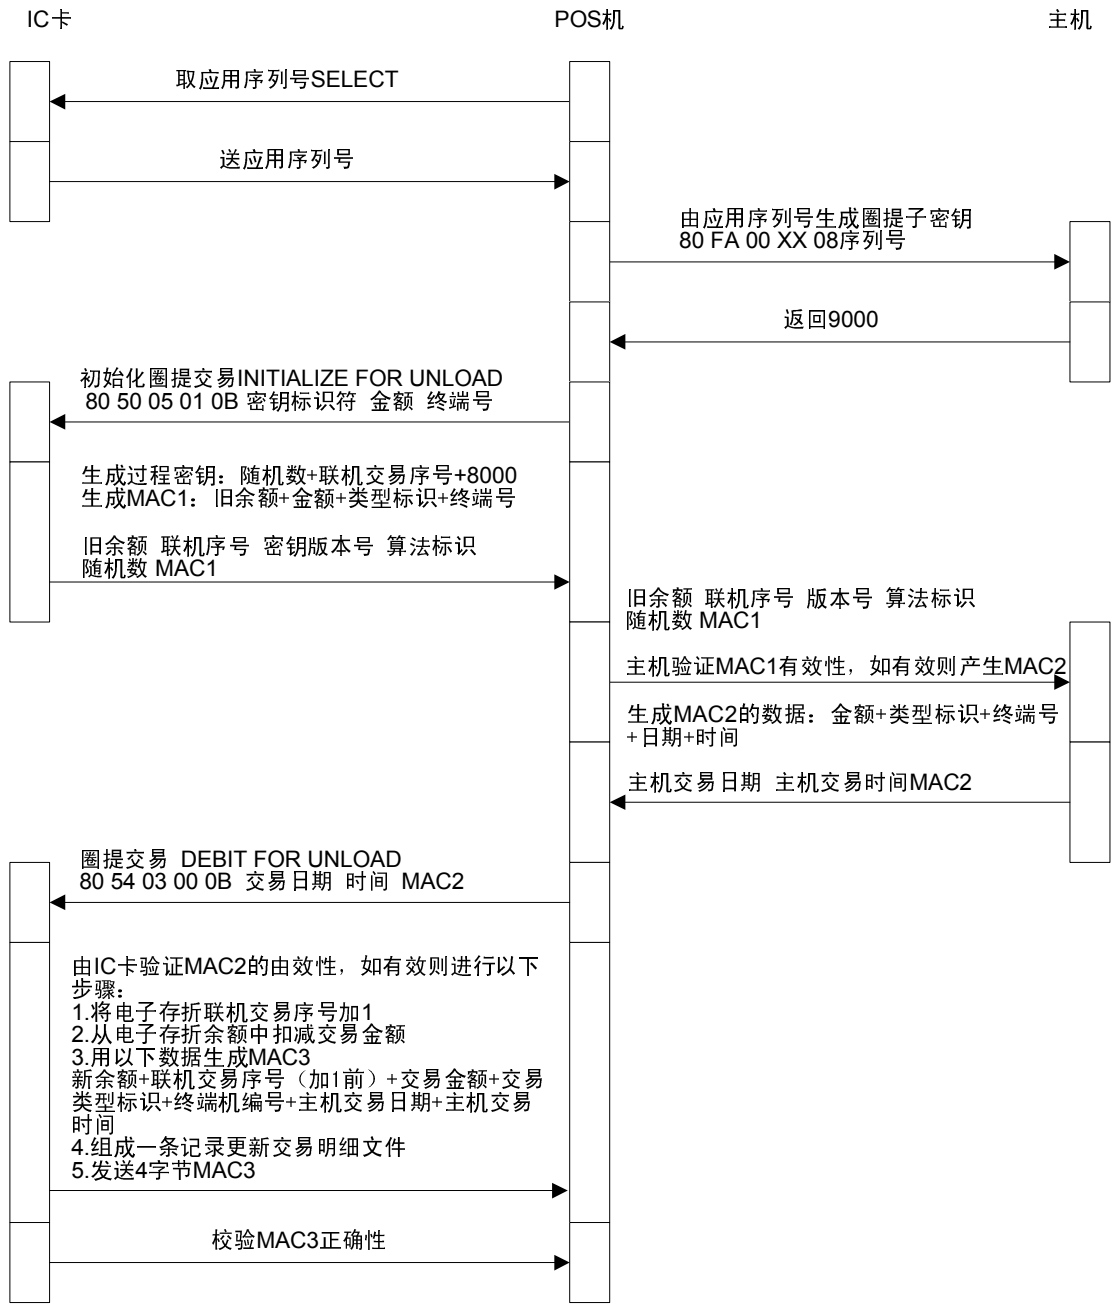 IC卡
POS机
主机
取应用序列号SELECT
送应用序列号
由应用序列号生成圈提子密钥
80 FA 00 XX 08序列号
返回9000
初始化圈提交易INITIALIZE FOR UNLOAD
80 50 05 01 0B 密钥标识符 金额 终端号
生成过程密钥：随机数+联机交易序号+8000
生成MAC1：旧余额+金额+类型标识+终端号
旧余额 联机序号 密钥版本号 算法标识
随机数 MAC1
旧余额 联机序号 版本号 算法标识
随机数 MAC1
主机验证MAC1有效性，如有效则产生MAC2
生成MAC2的数据：金额+类型标识+终端号
+日期+时间
主机交易日期 主机交易时间MAC2
圈提交易 DEBIT FOR UNLOAD
80 54 03 00 0B 交易日期 时间 MAC2
由IC卡验证MAC2的由效性，如有效则进行以下
步骤：
1.将电子存折联机交易序号加1
2.从电子存折余额中扣减交易金额
3.用以下数据生成MAC3
新余额+联机交易序号（加1前）+交易金额+交易
类型标识+终端机编号+主机交易日期+主机交易
时间
4.组成一条记录更新交易明细文件
5.发送4字节MAC3
校验MAC3正确性